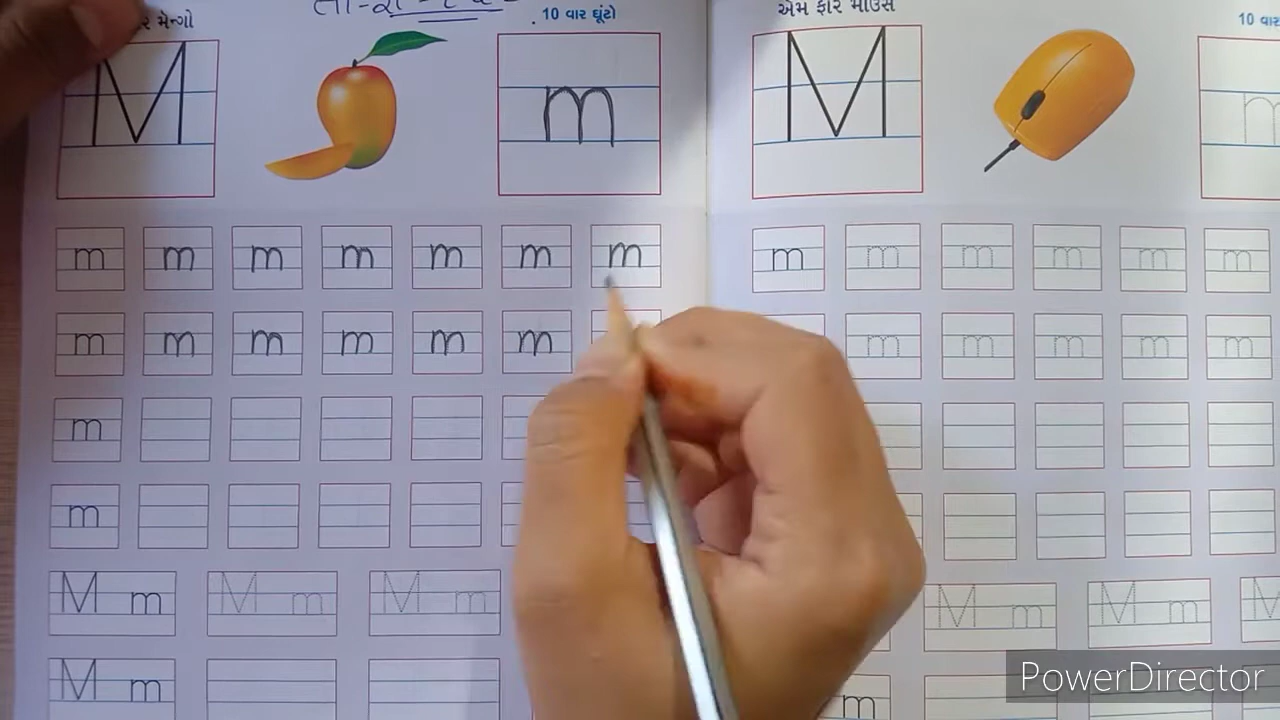 મેન્ગો
10 વાર ઘૂંટો
M m
m m m m m m m
m m m m m m
m
m
M m M m M m
M m
એમ ફોર માઉસ
10 વાર
M m
m m m m m m
m m m m m
M m M m M
m
PowerDirector